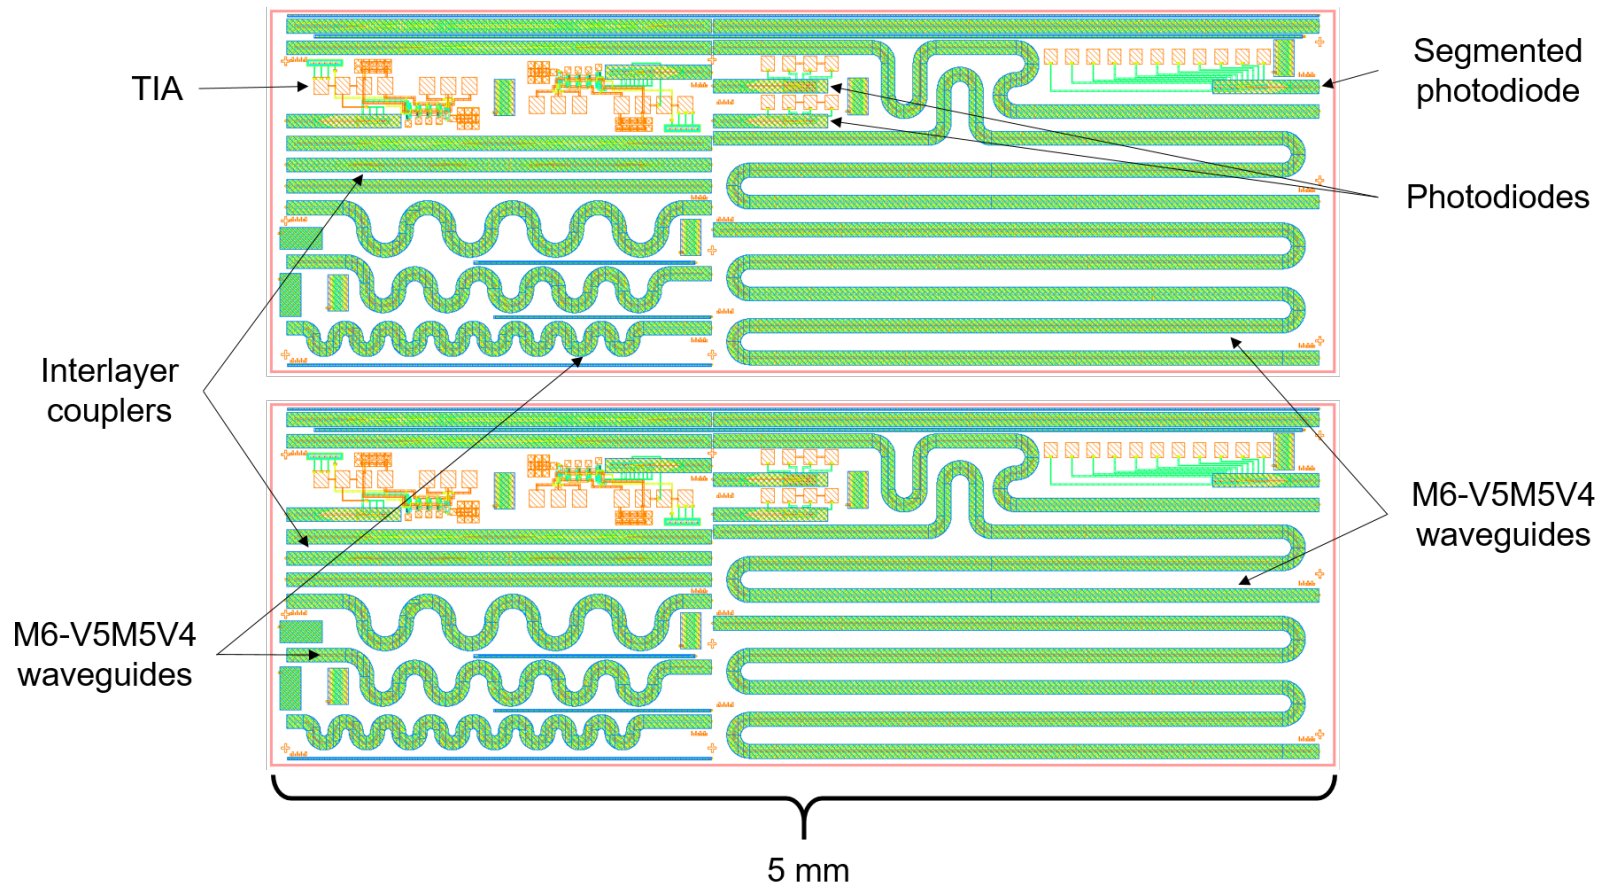 TIA
Segmented
photodiode
Photodiodes
Interlayer
couplers
M6-V5M5V4
waveguides
M6-V5M5V4
waveguides
5 mm